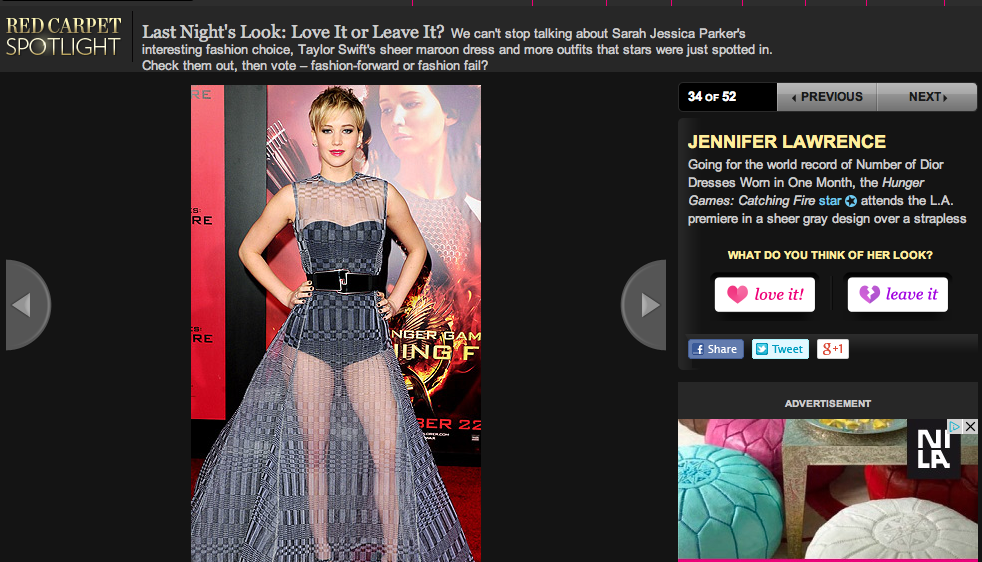 RED CARPET
SPOTLIGHT
Last Night's Look: Love It or Leave It? We can't stop talking about Sarah Jessica Parker's
interesting fashion choice, Taylor Swift's sheer maroon dress and more outfits that stars were just spotted in.
Check them out, then vote – fashion-forward or fashion fail?
34 OF 52
PREVIOUS
NEXT
JENNIFER LAWRENCE
Going for the world record of Number of Dior
Dresses Worn in One Month, the Hunger
Games: Catching Fire star attends the L.A.
premiere in a sheer gray design over a strapless
WHAT DO YOU THINK OF HER LOOK?
love it!
leave it
f Share
Tweet
g+1
ADVERTISEMENT
NI
LA
RE
S:
RE
RE
NGER GAM
ING F
BER 22